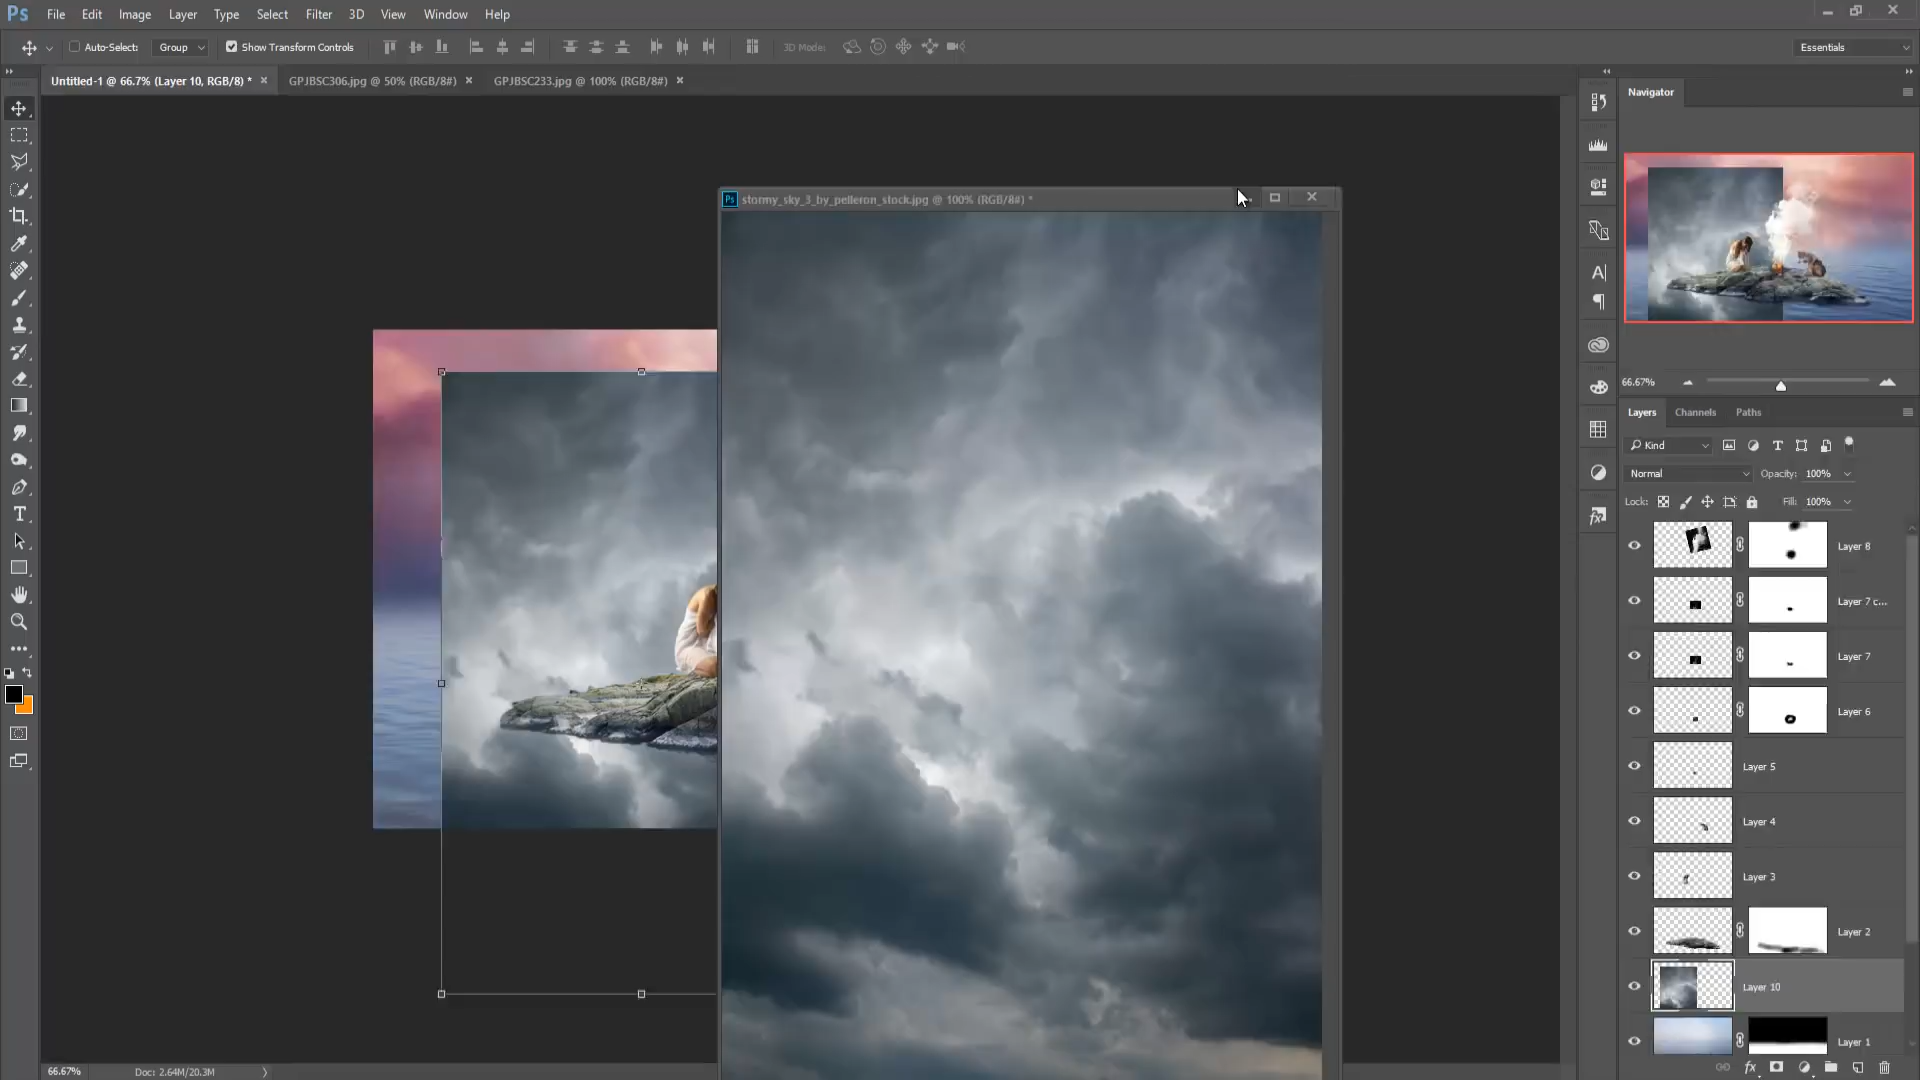 Ps File Edit Image Layer Type Select Filter 3D View Window Help
Auto-Select: Group Show Transform Controls 3D Mode: Essentials
Untitled-1 @ 66.7% (Layer 10, RGB/8) * × GPJBSC306.jpg @ 50% (RGB/8#) × GPJBSC233.jpg @ 100% (RGB/8#) ×
Navigator
Ps stormy_sky_3_by_pelleron_stock.jpg @ 100% (RGB/8#) *
66.67%
Layers Channels Paths
Kind
Normal Opacity: 100%
Lock: Fill: 100%
Layer 8
Layer 7 c...
Layer 7
Layer 6
Layer 5
Layer 4
Layer 3
Layer 2
Layer 10
Layer 1
66.67% Doc: 2.64M/20.3M